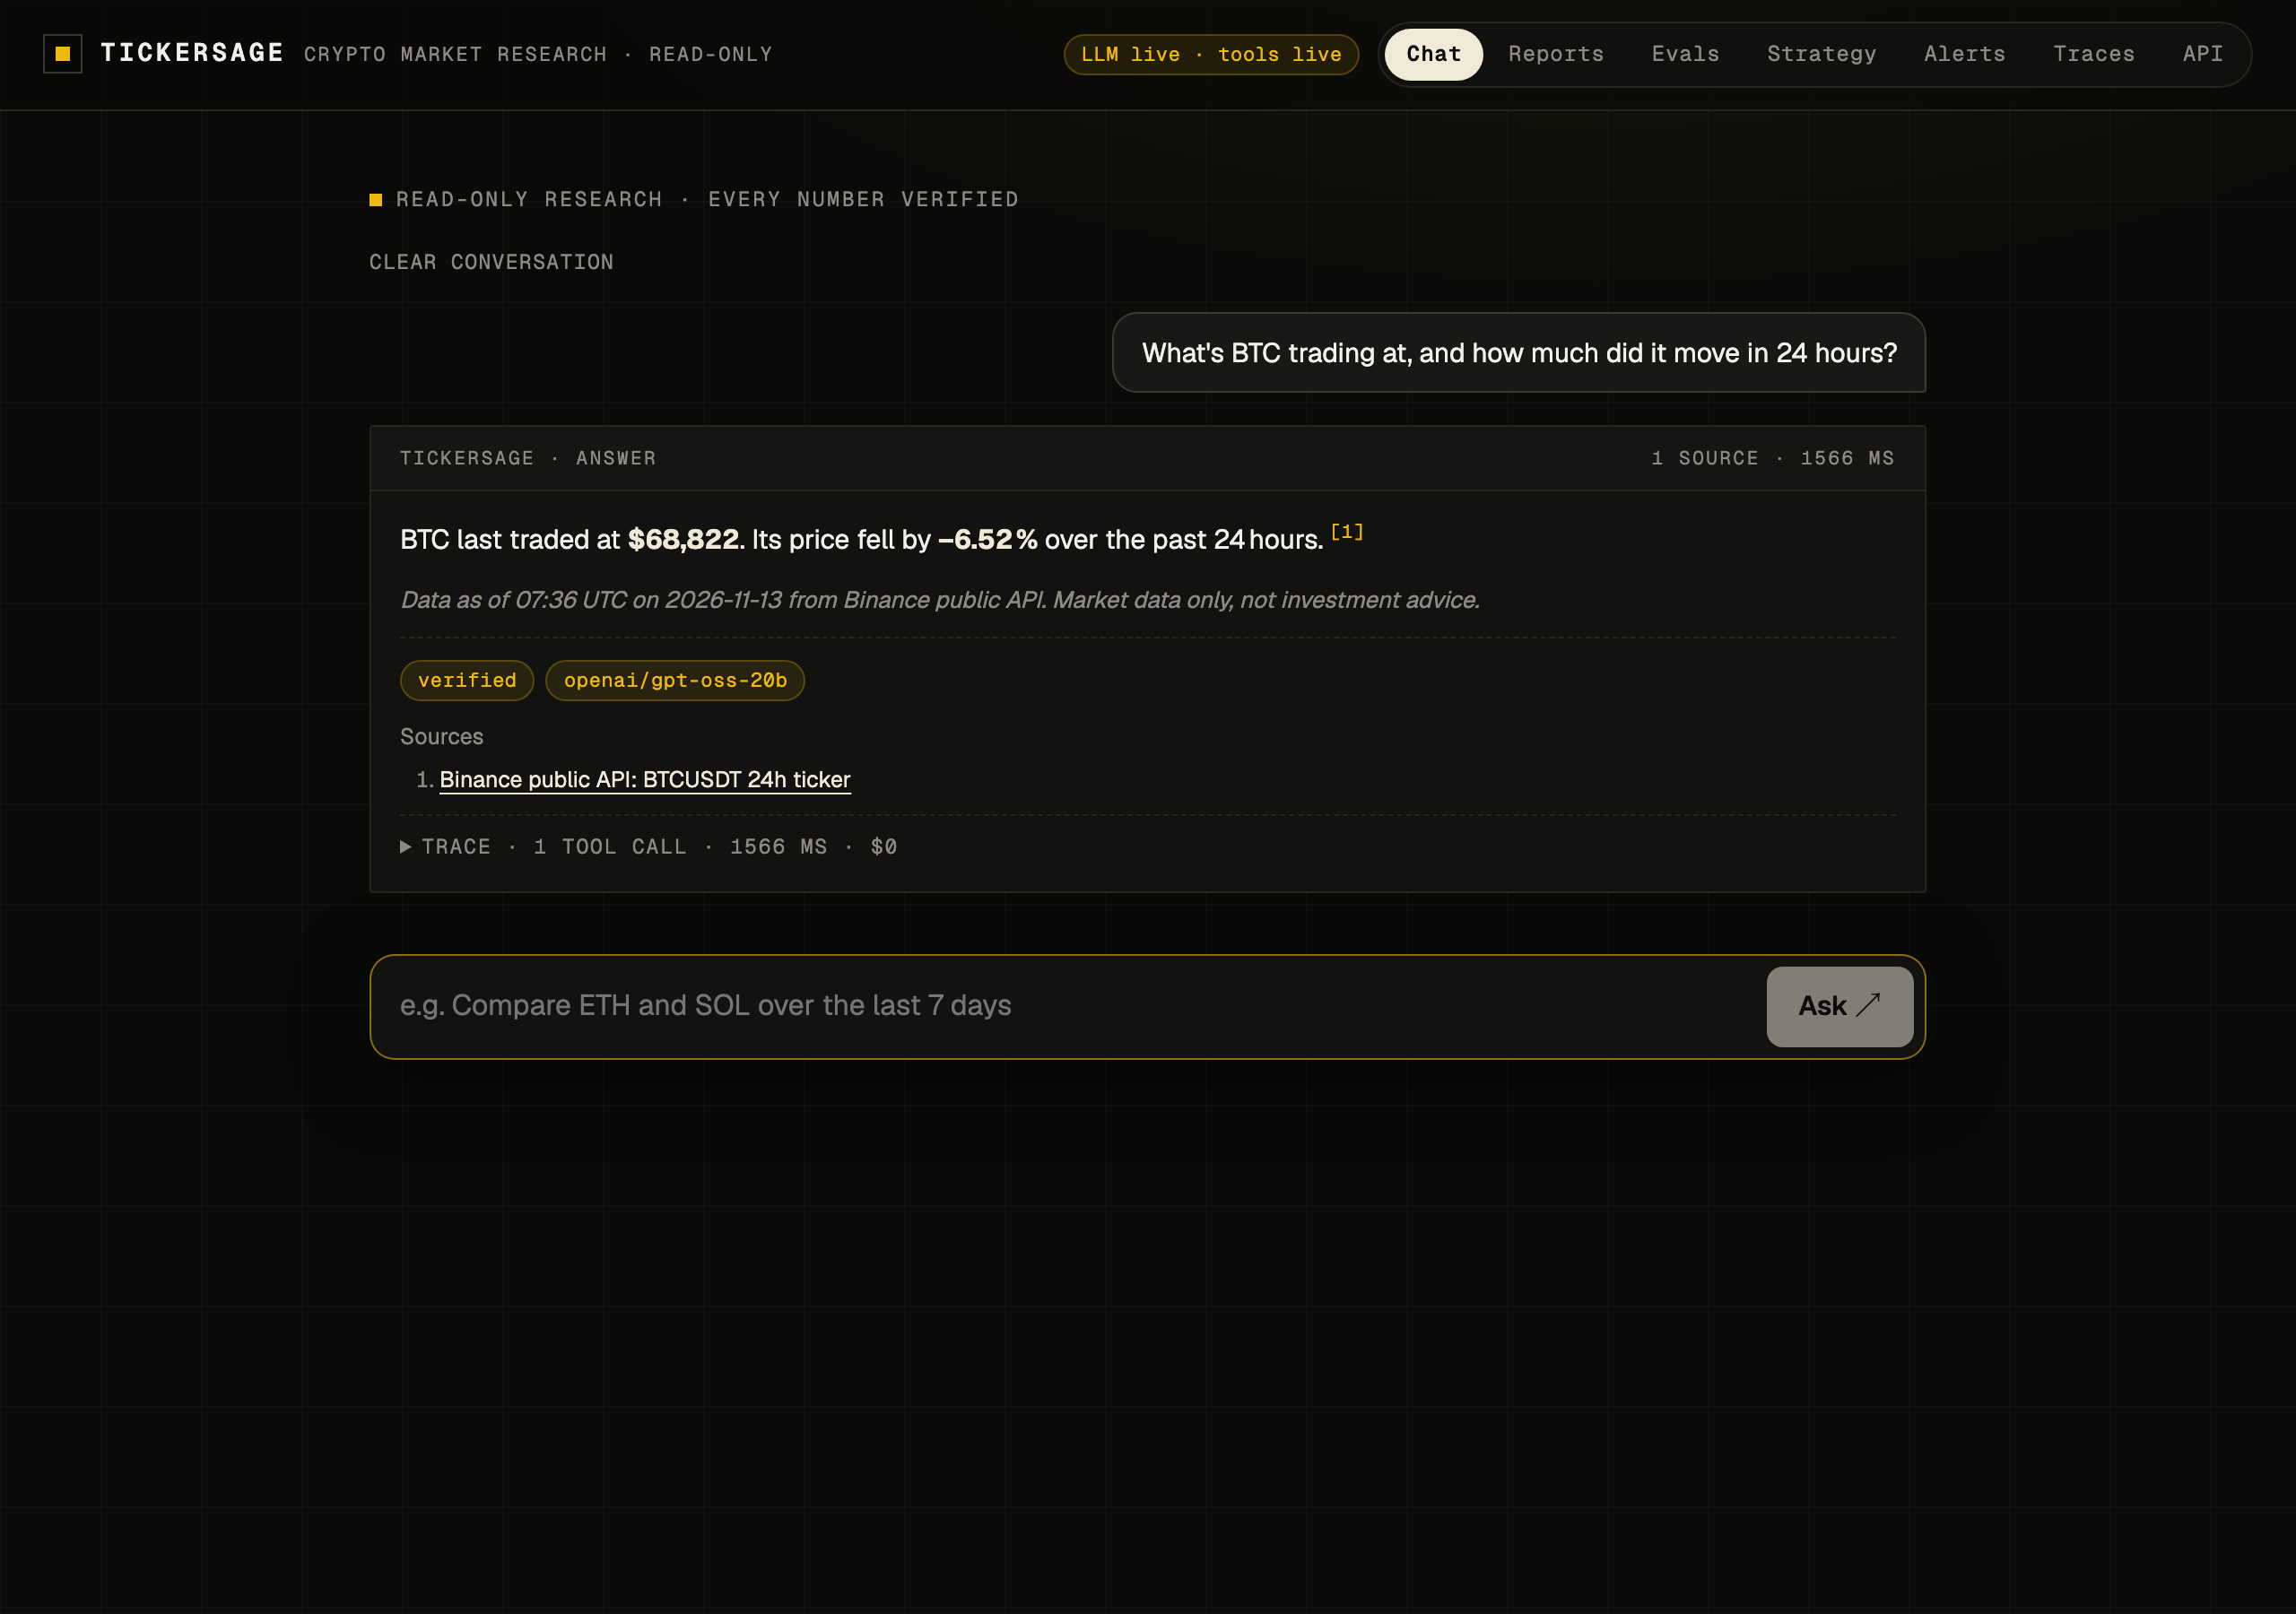 TICKERSAGE CRYPTO MARKET RESEARCH · READ-ONLY
LLM live · tools live
Chat Reports Evals Strategy Alerts Traces API
READ-ONLY RESEARCH · EVERY NUMBER VERIFIED
CLEAR CONVERSATION
What's BTC trading at, and how much did it move in 24 hours?
TICKERSAGE · ANSWER
1 SOURCE · 1566 MS
BTC last traded at $68,822. Its price fell by −6.52 % over the past 24 hours. [1]
Data as of 07:36 UTC on 2026-11-13 from Binance public API. Market data only, not investment advice.
verified openai/gpt-oss-20b
Sources
1. Binance public API: BTCUSDT 24h ticker
▶ TRACE · 1 TOOL CALL · 1566 MS · $0
e.g. Compare ETH and SOL over the last 7 days
Ask ↗